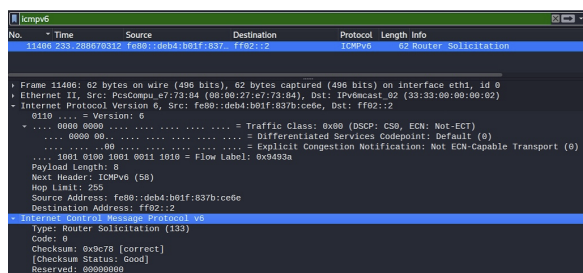 icmpv6
No. Time Source Destination Protocol Length Info
11406 233.288670312 fe80::deb4:b01f:837… ff02::2 ICMPv6 62 Router Solicitation
Frame 11406: 62 bytes on wire (496 bits), 62 bytes captured (496 bits) on interface eth1, id 0
Ethernet II, Src: PcsCompu_e7:73:84 (08:00:27:e7:73:84), Dst: IPv6mcast_02 (33:33:00:00:00:02)
Internet Protocol Version 6, Src: fe80::deb4:b01f:837b:ce6e, Dst: ff02::2
0110 .... = Version: 6
.... 0000 0000 .... .... .... .... .... = Traffic Class: 0x00 (DSCP: CS0, ECN: Not-ECT)
.... 0000 00.. .... .... .... .... .... = Differentiated Services Codepoint: Default (0)
.... .... ..00 .... .... .... .... .... = Explicit Congestion Notification: Not ECN-Capable Transport (0)
.... 1001 0100 1001 0011 1010 = Flow Label: 0x9493a
Payload Length: 8
Next Header: ICMPv6 (58)
Hop Limit: 255
Source Address: fe80::deb4:b01f:837b:ce6e
Destination Address: ff02::2
Internet Control Message Protocol v6
Type: Router Solicitation (133)
Code: 0
Checksum: 0x9c78 [correct]
[Checksum Status: Good]
Reserved: 00000000